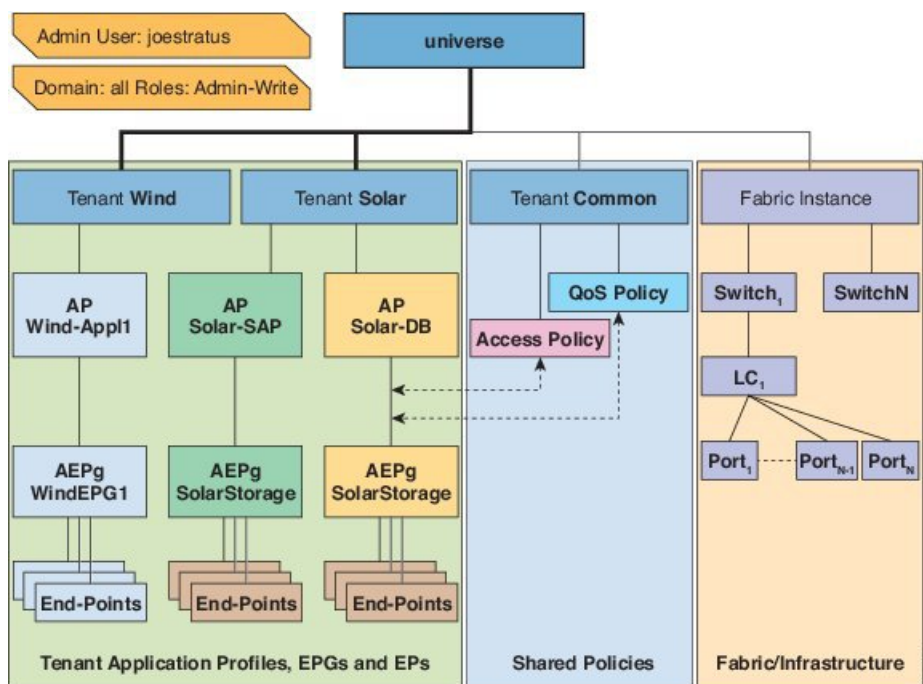 Admin User: joestratus
universe
Domain: all Roles: Admin-Write
Tenant Wind
Tenant Solar
Tenant Common
Fabric Instance
AP
Wind-Appl1
AP
Solar-SAP
AP
Solar-DB
QoS Policy
Access Policy
Switch₁
SwitchN
LC₁
AEPg
WindEPG1
AEPg
SolarStorage
AEPg
SolarStorage
Port₁
Port_N-1
Port_N
End-Points
End-Points
End-Points
Tenant Application Profiles, EPGs and EPs
Shared Policies
Fabric/Infrastructure